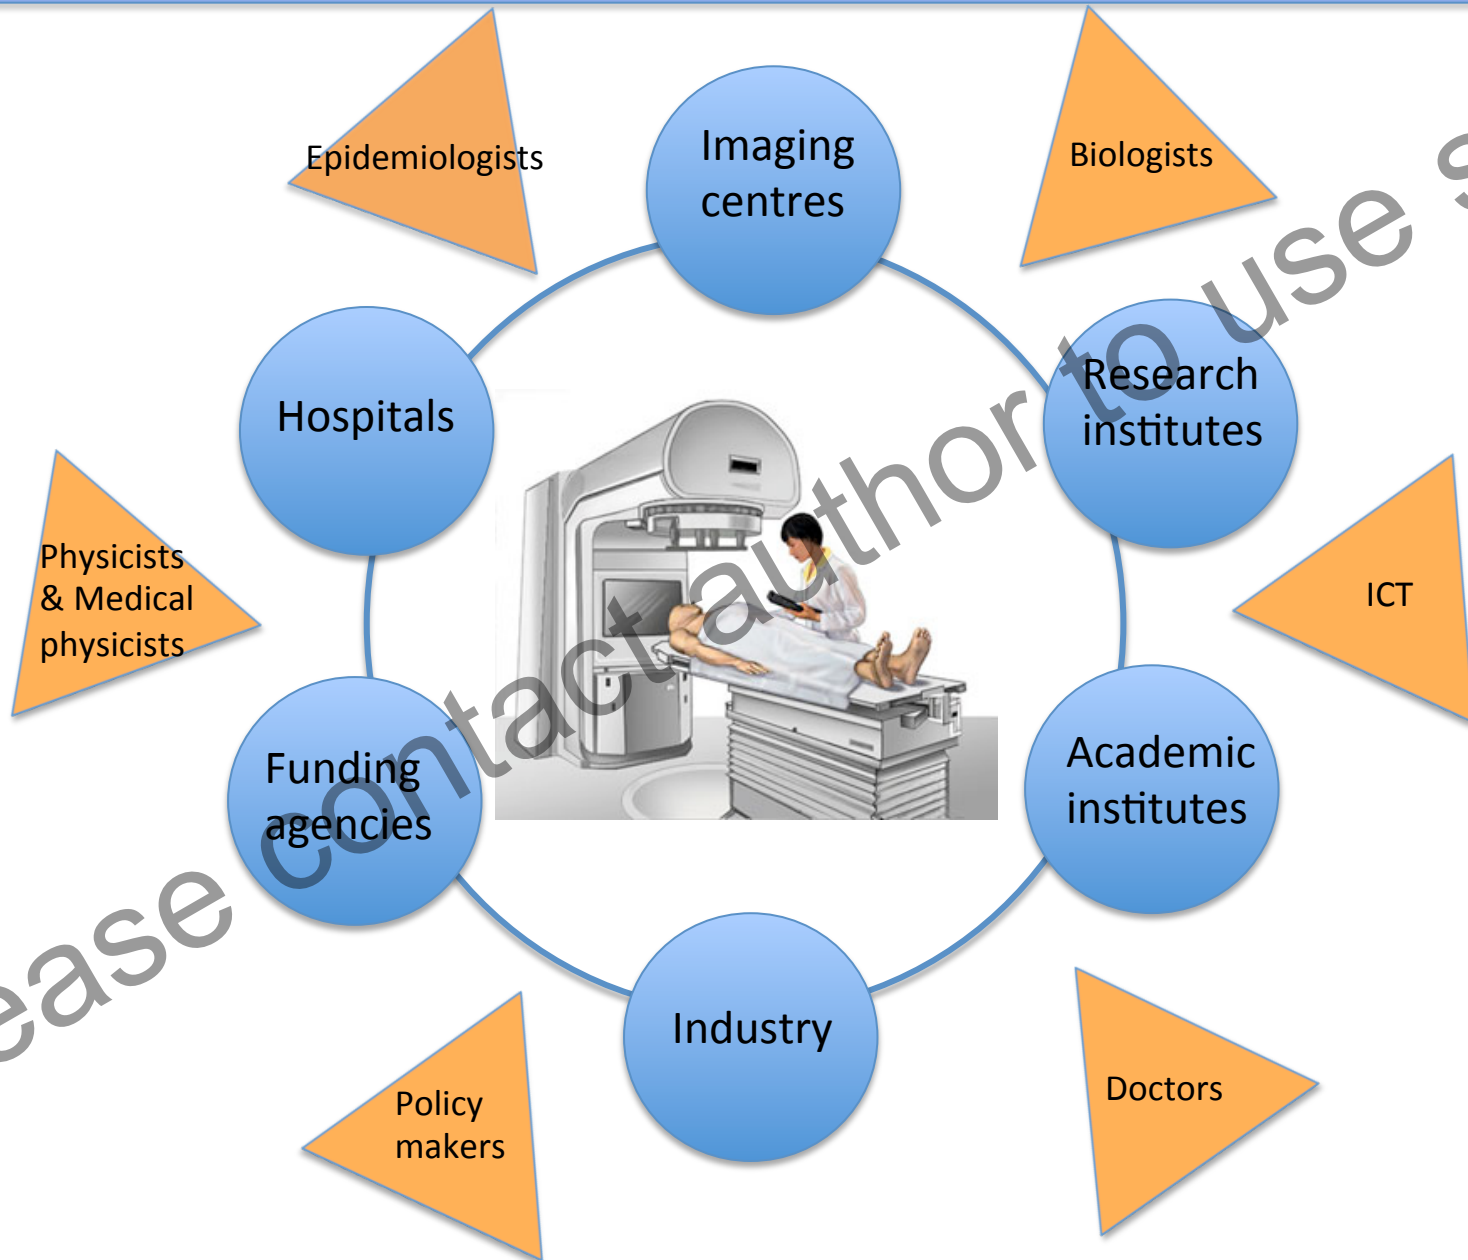 Epidemiologists
Imaging
centres
Biologists
Hospitals
Research
institutes
Physicists
& Medical
physicists
ICT
Funding
agencies
Academic
institutes
Industry
Policy
makers
Doctors
ease contact author to use s